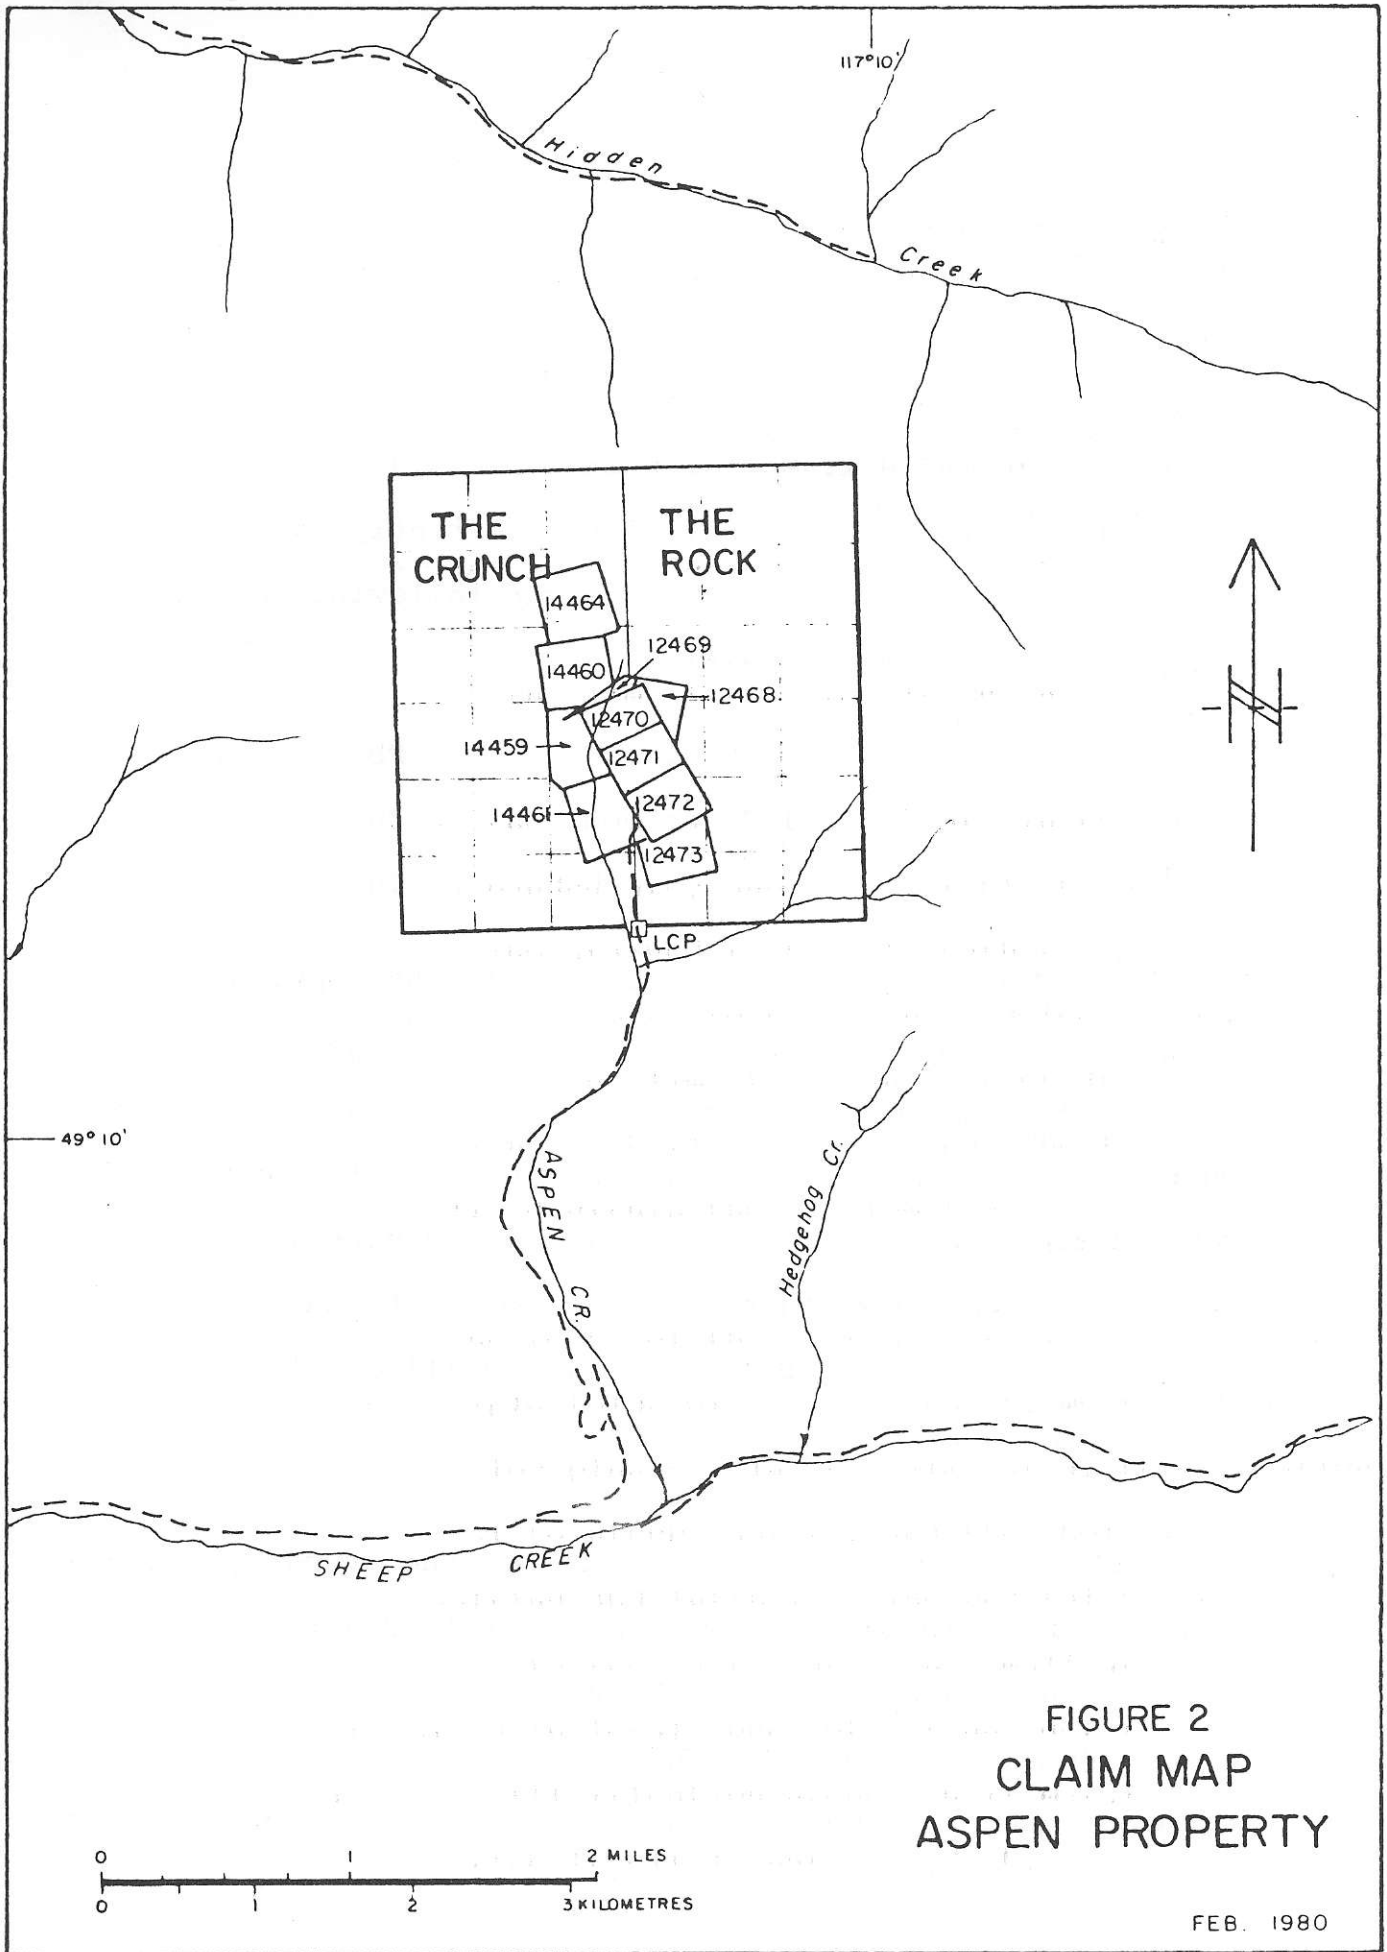 117°10'
Hidden
Creek
THE
CRUNCH
THE
ROCK
14464
12469
14460
12468
12470
14459
12471
14461
12472
12473
LCP
49°10'
ASPEN CR.
Hedgehog Cr.
SHEEP CREEK
N
FIGURE 2
CLAIM MAP
ASPEN PROPERTY
0 1 2 MILES
0 1 2 3 KILOMETRES
FEB. 1980